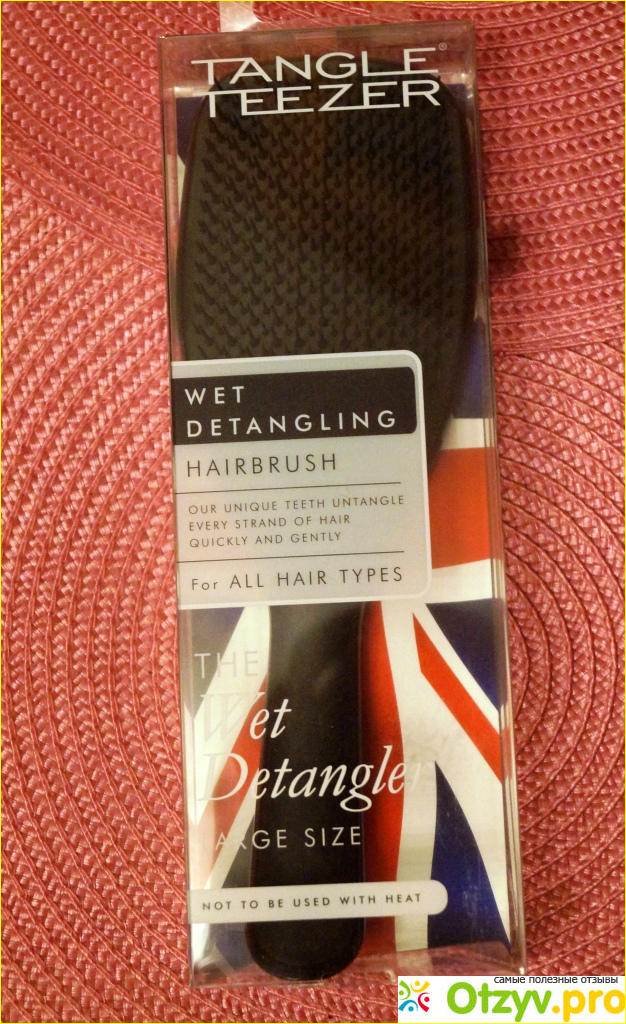 TANGLE
TEEZER®
WET
DETANGLING
HAIRBRUSH
OUR UNIQUE TEETH UNTANGLE
EVERY STRAND OF HAIR
QUICKLY AND GENTLY
For ALL HAIR TYPES
THE
Wet
Detangler
LARGE SIZE
NOT TO BE USED WITH HEAT
самые полезные отзывы
Otzyv.pro